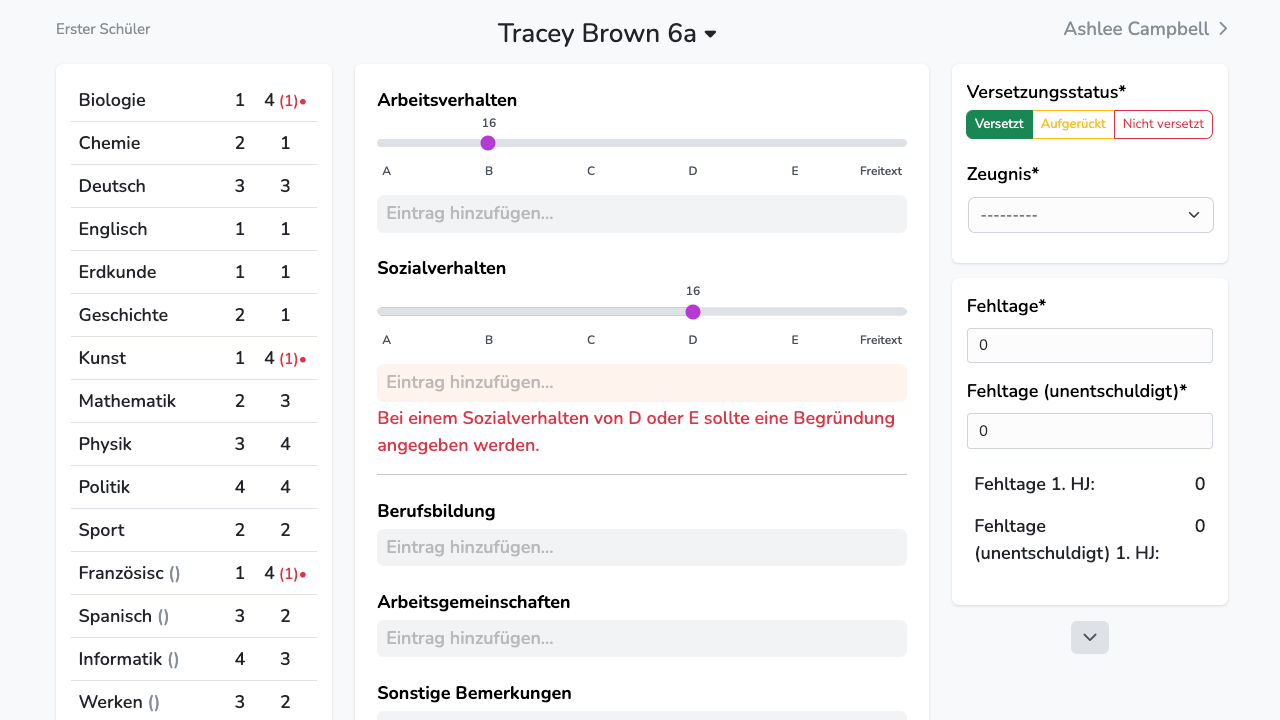 Erster Schüler
Tracey Brown 6a
Ashlee Campbell
Biologie 1 4 (1)•
Chemie 2 1
Deutsch 3 3
Englisch 1 1
Erdkunde 1 1
Geschichte 2 1
Kunst 1 4 (1)•
Mathematik 2 3
Physik 3 4
Politik 4 4
Sport 2 2
Französisc () 1 4 (1)•
Spanisch () 3 2
Informatik () 4 3
Werken () 3 2
Arbeitsverhalten
16
A B C D E Freitext
Eintrag hinzufügen...
Sozialverhalten
16
A B C D E Freitext
Eintrag hinzufügen...
Bei einem Sozialverhalten von D oder E sollte eine Begründung
angegeben werden.
Berufsbildung
Eintrag hinzufügen...
Arbeitsgemeinschaften
Eintrag hinzufügen...
Sonstige Bemerkungen
Versetzungsstatus*
Versetzt Aufgerückt Nicht versetzt
Zeugnis*
---------
Fehltage*
0
Fehltage (unentschuldigt)*
0
Fehltage 1. HJ: 0
Fehltage 0
(unentschuldigt) 1. HJ: